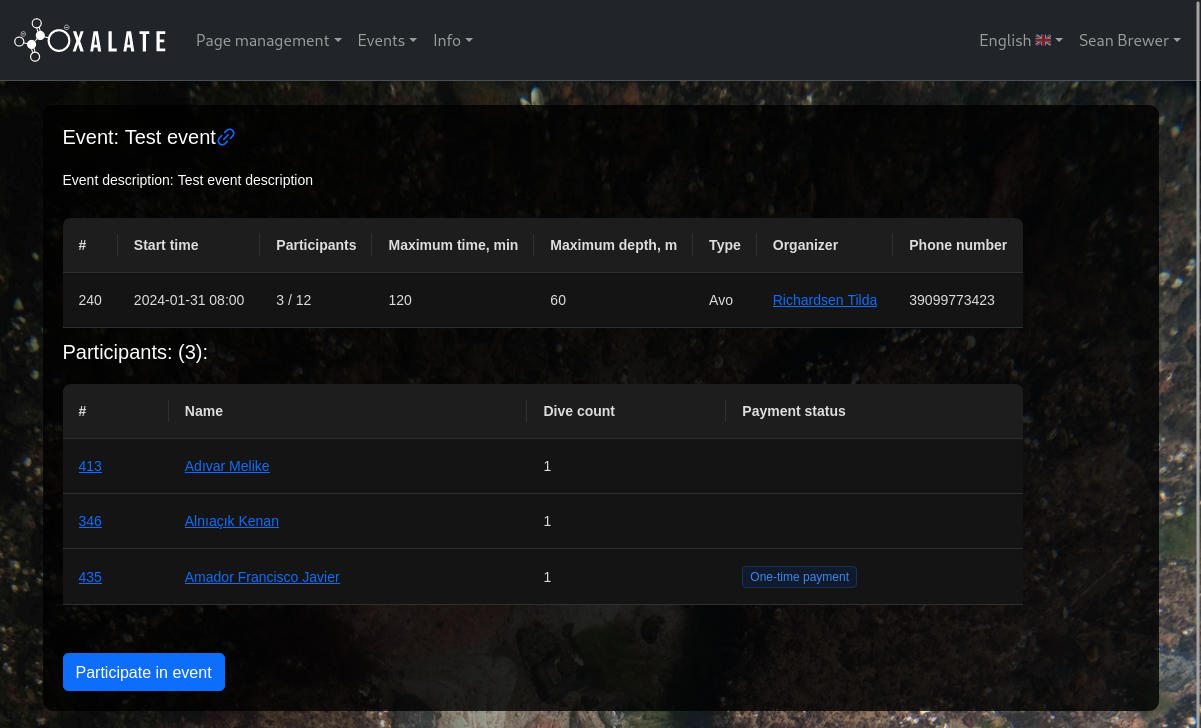 OXALATE Page management Events Info English Sean Brewer
Event: Test event
Event description: Test event description
# Start time Participants Maximum time, min Maximum depth, m Type Organizer Phone number
240 2024-01-31 08:00 3 / 12 120 60 Avo Richardsen Tilda 39099773423
Participants: (3):
# Name Dive count Payment status
413 Adıvar Melike 1
346 Alnıaçık Kenan 1
435 Amador Francisco Javier 1 One-time payment
Participate in event